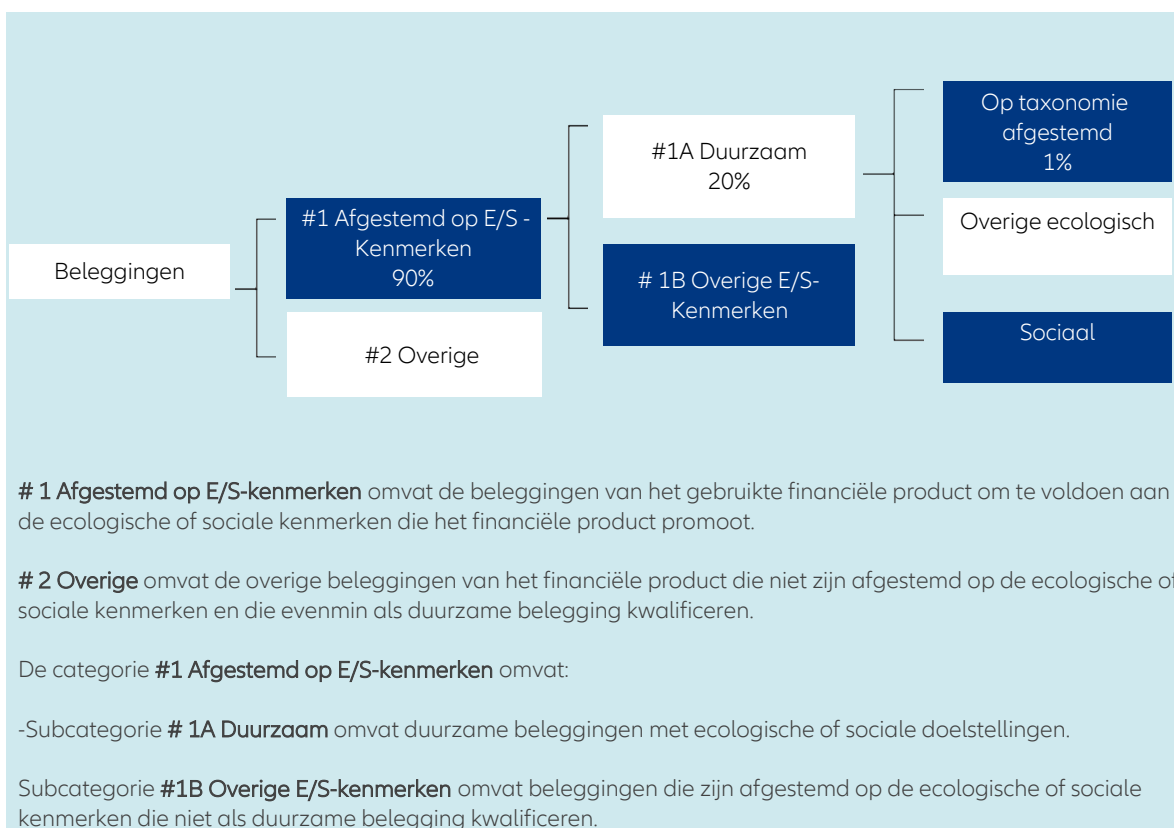 Beleggingen
#1 Afgestemd op E/S -
Kenmerken
90%
#2 Overige
#1A Duurzaam
20%
# 1B Overige E/S-
Kenmerken
Op taxonomie
afgestemd
1%
Overige ecologisch
Sociaal
# 1 Afgestemd op E/S-kenmerken omvat de beleggingen van het gebruikte financiële product om te voldoen aan
de ecologische of sociale kenmerken die het financiële product promoot.
# 2 Overige omvat de overige beleggingen van het financiële product die niet zijn afgestemd op de ecologische of
sociale kenmerken en die evenmin als duurzame belegging kwalificeren.
De categorie #1 Afgestemd op E/S-kenmerken omvat:
-Subcategorie # 1A Duurzaam omvat duurzame beleggingen met ecologische of sociale doelstellingen.
Subcategorie #1B Overige E/S-kenmerken omvat beleggingen die zijn afgestemd op de ecologische of sociale
kenmerken die niet als duurzame belegging kwalificeren.